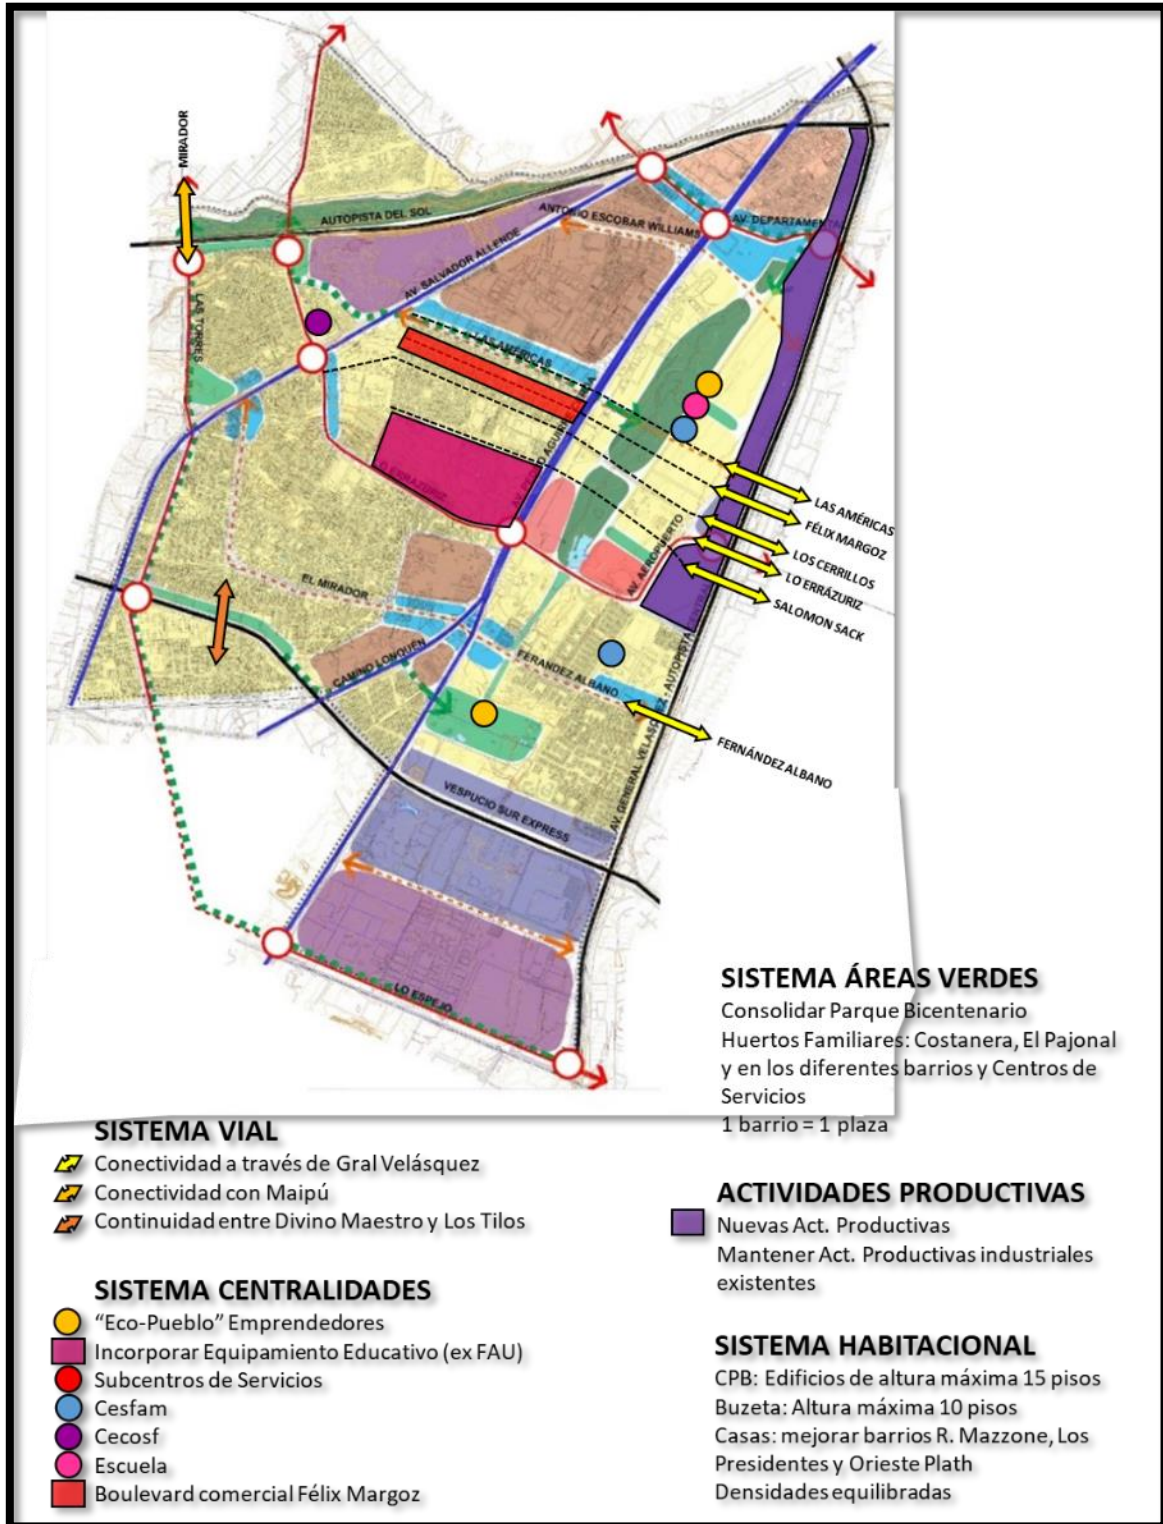 MIRADOR
AUTOPISTA DEL SOL
ANTONIO ESCOBAR WILLIAMS
AV. DEPARTAMENTAL
AV. SALVADOR ALLENDE
LAS TORRES
LAS AMÉRICAS
LO ERRAZURIZ
AV. PEDRO AGUIRRE
AV. AEROPUERTO
LAS AMÉRICAS
FÉLIX MARGOZ
LOS CERRILLOS
LO ERRÁZURIZ
SALOMON SACK
EL MIRADOR
CAMINO LONQUÉN
FERANDEZ ALBANO
FERNÁNDEZ ALBANO
AV. GENERAL VELASQUEZ - AUTOPISTA CENTRAL
VESPUCIO SUR EXPRESS
LO ESPEJO
SISTEMA ÁREAS VERDES
Consolidar Parque Bicentenario
Huertos Familiares: Costanera, El Pajonal
y en los diferentes barrios y Centros de
Servicios
1 barrio = 1 plaza
SISTEMA VIAL
Conectividad a través de Gral Velásquez
Conectividad con Maipú
Continuidad entre Divino Maestro y Los Tilos
ACTIVIDADES PRODUCTIVAS
Nuevas Act. Productivas
Mantener Act. Productivas industriales
existentes
SISTEMA CENTRALIDADES
“Eco-Pueblo” Emprendedores
Incorporar Equipamiento Educativo (ex FAU)
Subcentros de Servicios
Cesfam
Cecosf
Escuela
Boulevard comercial Félix Margoz
SISTEMA HABITACIONAL
CPB: Edificios de altura máxima 15 pisos
Buzeta: Altura máxima 10 pisos
Casas: mejorar barrios R. Mazzone, Los
Presidentes y Orieste Plath
Densidades equilibradas